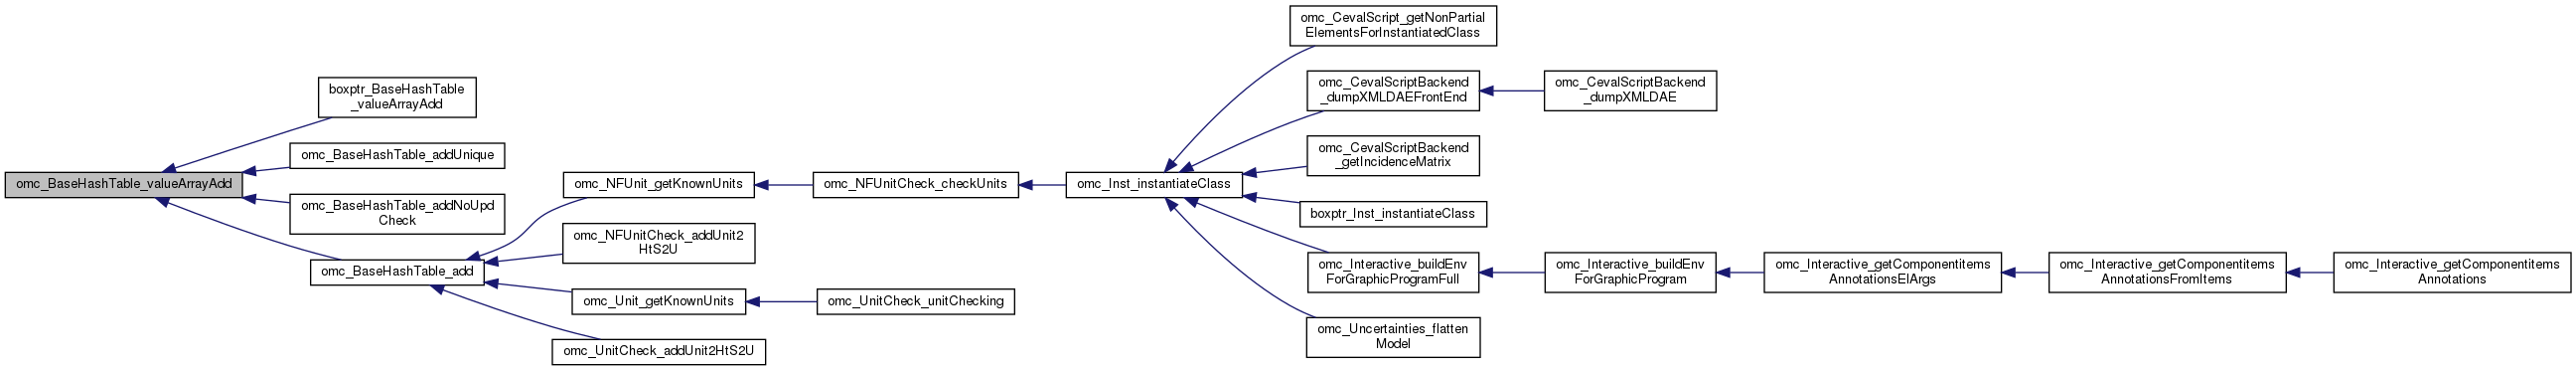 omc_BaseHashTable_valueArrayAdd
boxptr_BaseHashTable
_valueArrayAdd
omc_BaseHashTable_addUnique
omc_BaseHashTable_addNoUpd
Check
omc_BaseHashTable_add
omc_NFUnit_getKnownUnits
omc_NFUnitCheck_addUnit2
HtS2U
omc_Unit_getKnownUnits
omc_UnitCheck_addUnit2HtS2U
omc_NFUnitCheck_checkUnits
omc_UnitCheck_unitChecking
omc_Inst_instantiateClass
omc_CevalScript_getNonPartial
ElementsForInstantiatedClass
omc_CevalScriptBackend
_dumpXMLDAEFrontEnd
omc_CevalScriptBackend
_getIncidenceMatrix
boxptr_Inst_instantiateClass
omc_Interactive_buildEnv
ForGraphicProgramFull
omc_Uncertainties_flatten
Model
omc_CevalScriptBackend
_dumpXMLDAE
omc_Interactive_buildEnv
ForGraphicProgram
omc_Interactive_getComponentitems
AnnotationsElArgs
omc_Interactive_getComponentitems
AnnotationsFromItems
omc_Interactive_getComponentitems
Annotations